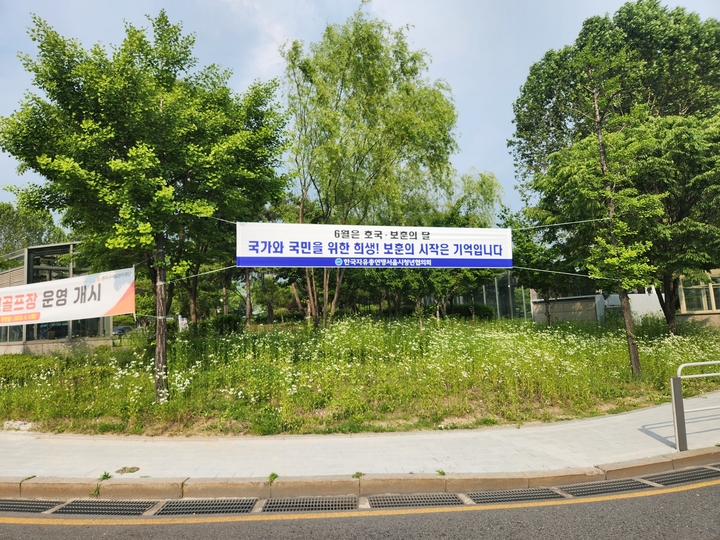 6월은 호국·보훈의 달
국가와 국민을 위한 희생! 보훈의 시작은 기억입니다
한국자유총연맹서울시청년협의회
골프장 운영 개시